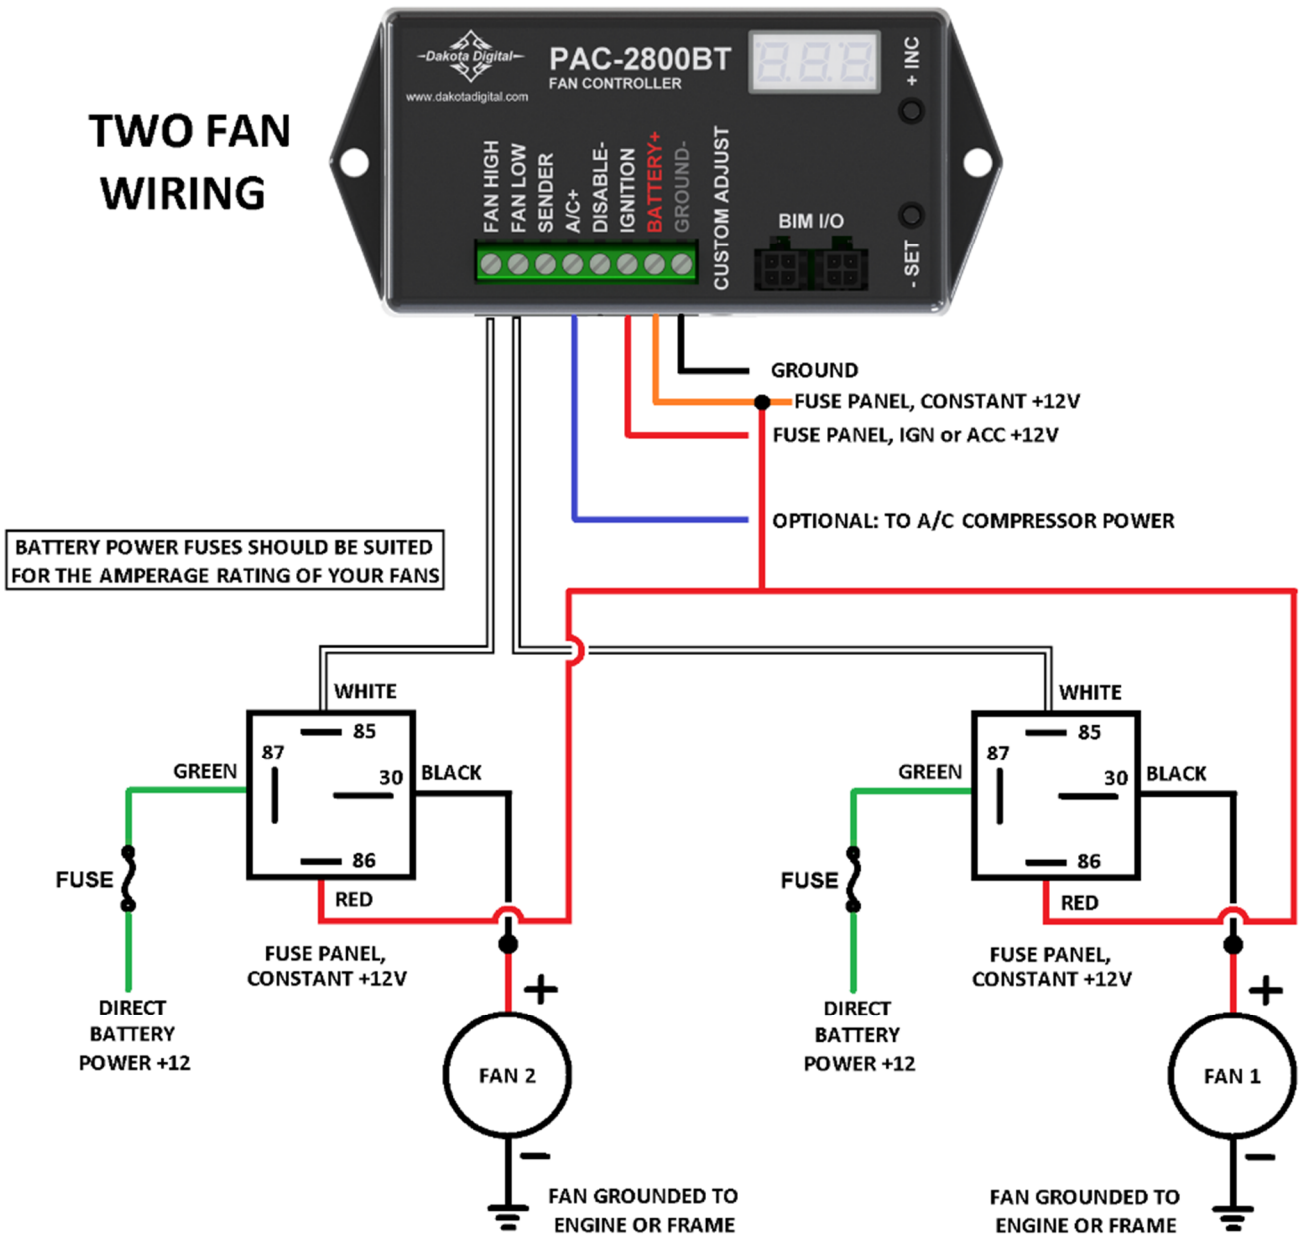 TWO FAN
WIRING
Dakota Digital
www.dakotadigital.com
PAC-2800BT
FAN CONTROLLER
+ INC
- SET
FAN HIGH
FAN LOW
SENDER
A/C+
DISABLE-
IGNITION
BATTERY+
GROUND-
CUSTOM ADJUST
BIM I/O
GROUND
FUSE PANEL, CONSTANT +12V
FUSE PANEL, IGN or ACC +12V
OPTIONAL: TO A/C COMPRESSOR POWER
BATTERY POWER FUSES SHOULD BE SUITED
FOR THE AMPERAGE RATING OF YOUR FANS
WHITE
85
87
30
86
GREEN
BLACK
RED
FUSE
FUSE PANEL,
CONSTANT +12V
DIRECT
BATTERY
POWER +12
+
FAN 2
−
FAN GROUNDED TO
ENGINE OR FRAME
WHITE
85
87
30
86
GREEN
BLACK
RED
FUSE
FUSE PANEL,
CONSTANT +12V
DIRECT
BATTERY
POWER +12
+
FAN 1
−
FAN GROUNDED TO
ENGINE OR FRAME